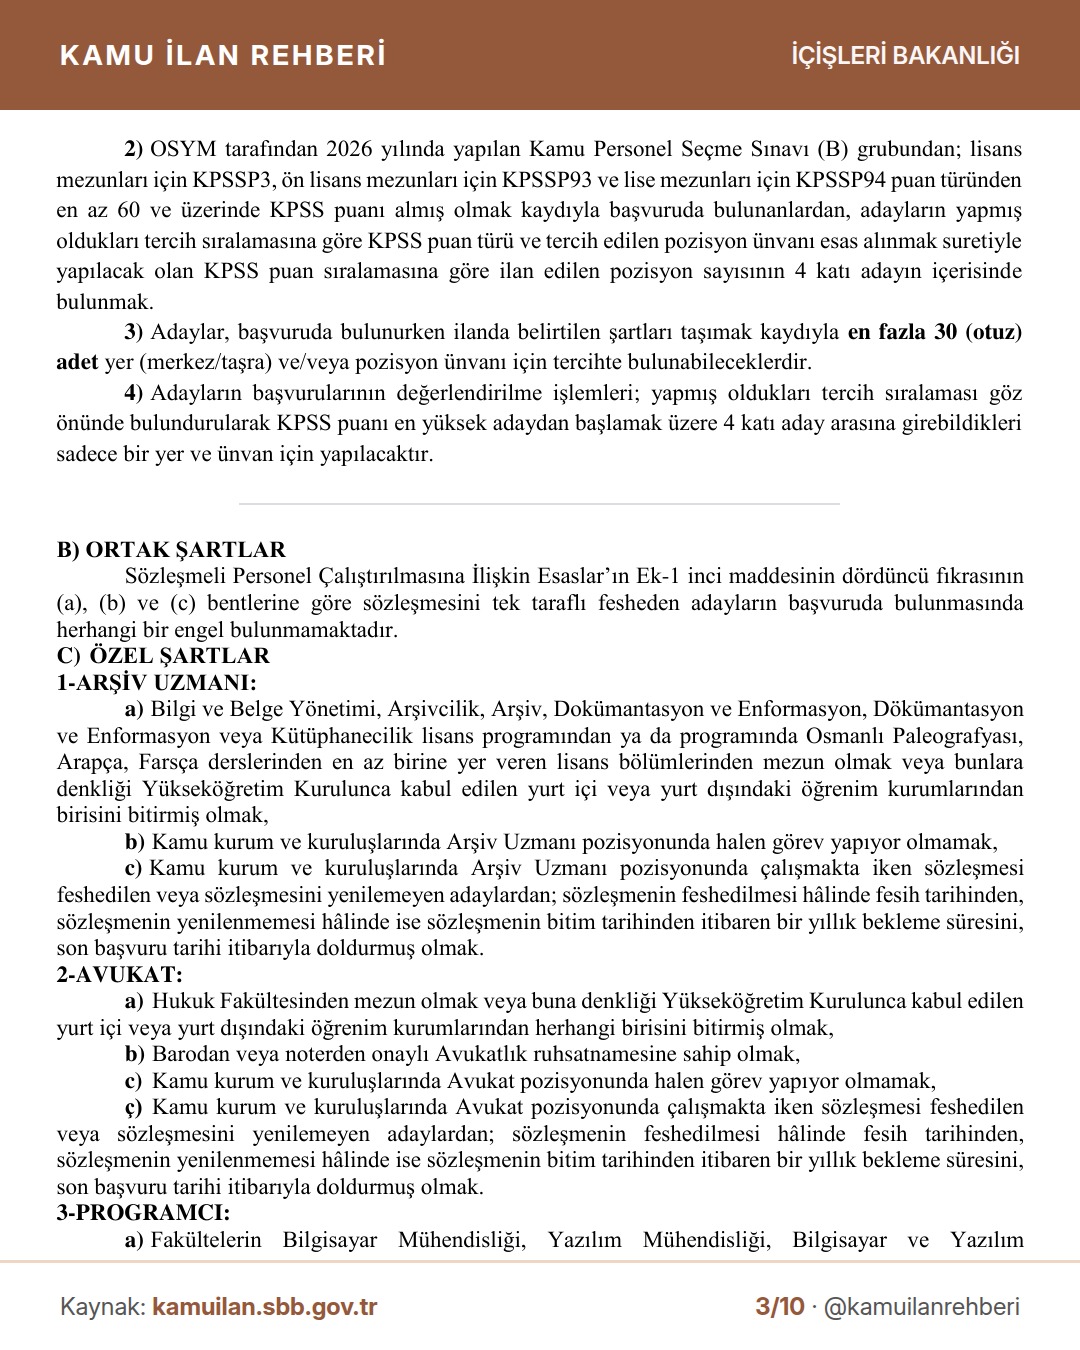 KAMU İLAN REHBERİ
İÇİŞLERİ BAKANLIĞI
2) OSYM tarafından 2026 yılında yapılan Kamu Personel Seçme Sınavı (B) grubundan; lisans
mezunları için KPSSP3, ön lisans mezunları için KPSSP93 ve lise mezunları için KPSSP94 puan türünden
en az 60 ve üzerinde KPSS puanı almış olmak kaydıyla başvuruda bulunanlardan, adayların yapmış
oldukları tercih sıralamasına göre KPSS puan türü ve tercih edilen pozisyon ünvanı esas alınmak suretiyle
yapılacak olan KPSS puan sıralamasına göre ilan edilen pozisyon sayısının 4 katı adayın içerisinde
bulunmak.
3) Adaylar, başvuruda bulunurken ilanda belirtilen şartları taşımak kaydıyla en fazla 30 (otuz)
adet yer (merkez/taşra) ve/veya pozisyon ünvanı için tercihte bulunabileceklerdir.
4) Adayların başvurularının değerlendirilme işlemleri; yapmış oldukları tercih sıralaması göz
önünde bulundurularak KPSS puanı en yüksek adaydan başlamak üzere 4 katı aday arasına girebildikleri
sadece bir yer ve ünvan için yapılacaktır.
B) ORTAK ŞARTLAR
Sözleşmeli Personel Çalıştırılmasına İlişkin Esaslar’ın Ek-1 inci maddesinin dördüncü fıkrasının
(a), (b) ve (c) bentlerine göre sözleşmesini tek taraflı fesheden adayların başvuruda bulunmasında
herhangi bir engel bulunmamaktadır.
C) ÖZEL ŞARTLAR
1-ARŞİV UZMANI:
a) Bilgi ve Belge Yönetimi, Arşivcilik, Arşiv, Dokümantasyon ve Enformasyon, Dökümantasyon
ve Enformasyon veya Kütüphanecilik lisans programından ya da programında Osmanlı Paleografyası,
Arapça, Farsça derslerinden en az birine yer veren lisans bölümlerinden mezun olmak veya bunlara
denkliği Yükseköğretim Kurulunca kabul edilen yurt içi veya yurt dışındaki öğrenim kurumlarından
birisini bitirmiş olmak,
b) Kamu kurum ve kuruluşlarında Arşiv Uzmanı pozisyonunda halen görev yapıyor olmamak,
c) Kamu kurum ve kuruluşlarında Arşiv Uzmanı pozisyonunda çalışmakta iken sözleşmesi
feshedilen veya sözleşmesini yenilemeyen adaylardan; sözleşmenin feshedilmesi hâlinde fesih tarihinden,
sözleşmenin yenilenmemesi hâlinde ise sözleşmenin bitim tarihinden itibaren bir yıllık bekleme süresini,
son başvuru tarihi itibarıyla doldurmuş olmak.
2-AVUKAT:
a) Hukuk Fakültesinden mezun olmak veya buna denkliği Yükseköğretim Kurulunca kabul edilen
yurt içi veya yurt dışındaki öğrenim kurumlarından herhangi birisini bitirmiş olmak,
b) Barodan veya noterden onaylı Avukatlık ruhsatnamesine sahip olmak,
c) Kamu kurum ve kuruluşlarında Avukat pozisyonunda halen görev yapıyor olmamak,
ç) Kamu kurum ve kuruluşlarında Avukat pozisyonunda çalışmakta iken sözleşmesi feshedilen
veya sözleşmesini yenilemeyen adaylardan; sözleşmenin feshedilmesi hâlinde fesih tarihinden,
sözleşmenin yenilenmemesi hâlinde ise sözleşmenin bitim tarihinden itibaren bir yıllık bekleme süresini,
son başvuru tarihi itibarıyla doldurmuş olmak.
3-PROGRAMCI:
a) Fakültelerin Bilgisayar Mühendisliği, Yazılım Mühendisliği, Bilgisayar ve Yazılım
Kaynak: kamuilan.sbb.gov.tr
3/10 · @kamuilanrehberi